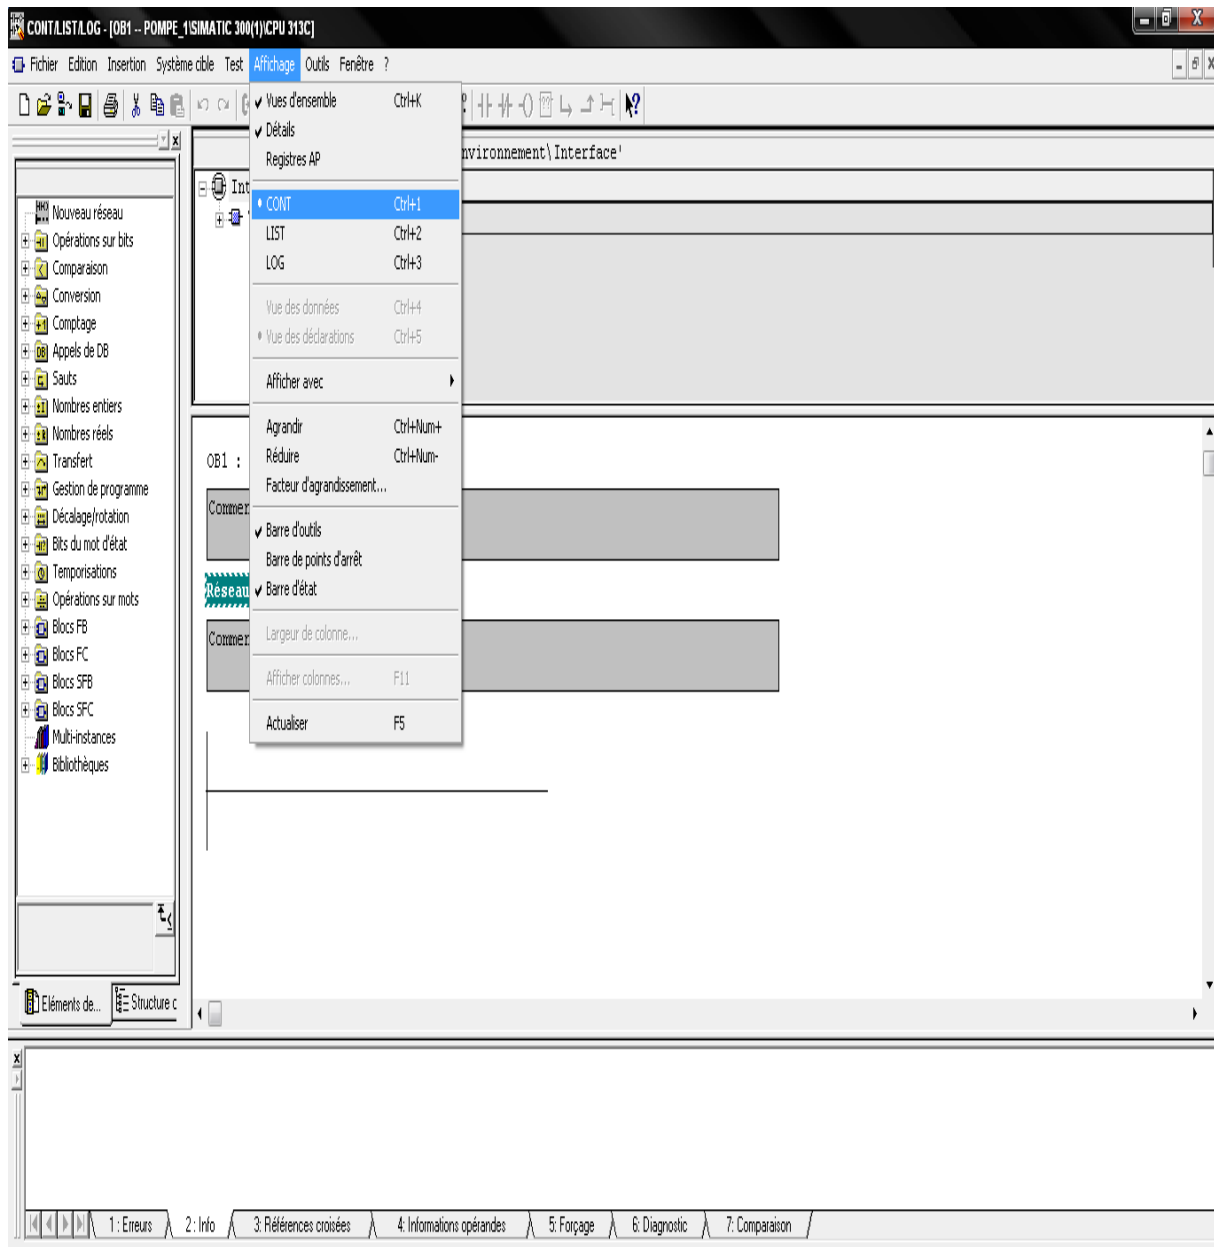 CONT/LIST/LOG - [OB1 -- POMPE_1\SIMATIC 300(1)\CPU 313C]
Fichier Edition Insertion Système cible Test Affichage Outils Fenêtre ?
Vues d'ensemble Ctrl+K
Détails
Registres AP
CONT Ctrl+1
LIST Ctrl+2
LOG Ctrl+3
Vue des données Ctrl+4
Vue des déclarations Ctrl+5
Afficher avec
Agrandir Ctrl+Num+
Réduire Ctrl+Num-
Facteur d'agrandissement...
Barre d'outils
Barre de points d'arrêt
Barre d'état
Largeur de colonne...
Afficher colonnes... F11
Actualiser F5
nvironnement\Interface'
Int
Nouveau réseau
Opérations sur bits
Comparaison
Conversion
Comptage
Appels de DB
Sauts
Nombres entiers
Nombres réels
Transfert
Gestion de programme
Décalage/rotation
Bits du mot d'état
Temporisations
Opérations sur mots
Blocs FB
Blocs FC
Blocs SFB
Blocs SFC
Multi-instances
Bibliothèques
Eléments de... Structure c
OB1 :
Commer
Réseau
Commer
1 : Erreurs 2 : Info 3: Références croisées 4: Informations opérandes 5: Forçage 6: Diagnostic 7: Comparaison